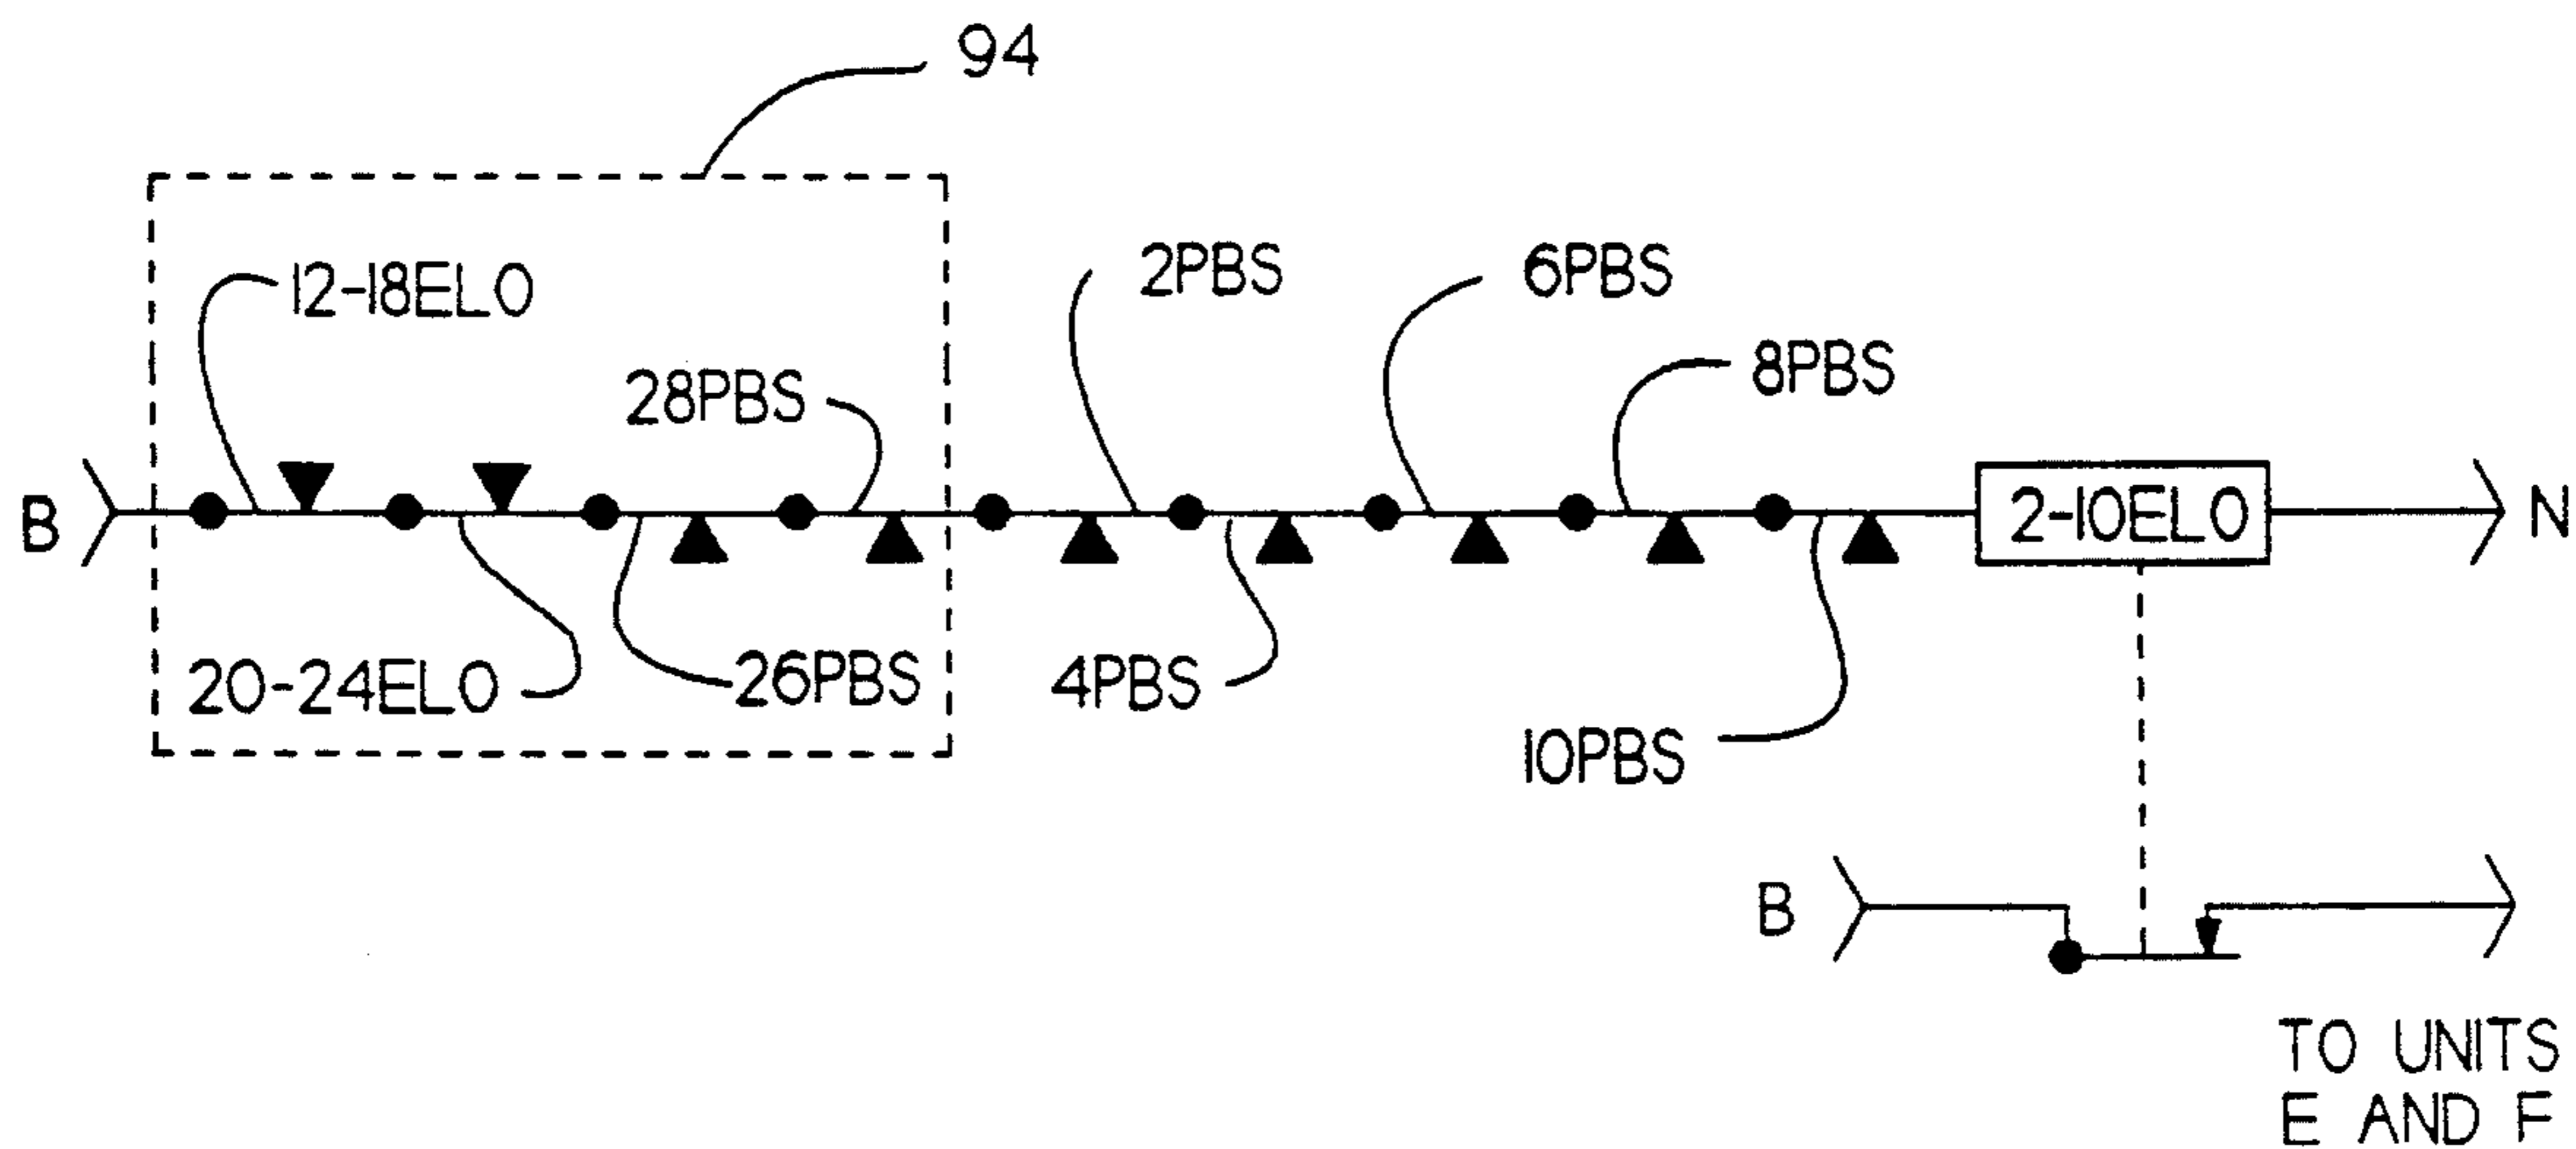 94
12-18ELO
2PBS
6PBS
8PBS
28PBS
B
2-10ELO
N
20-24ELO
26PBS
4PBS
10PBS
B
TO UNITS
E AND F